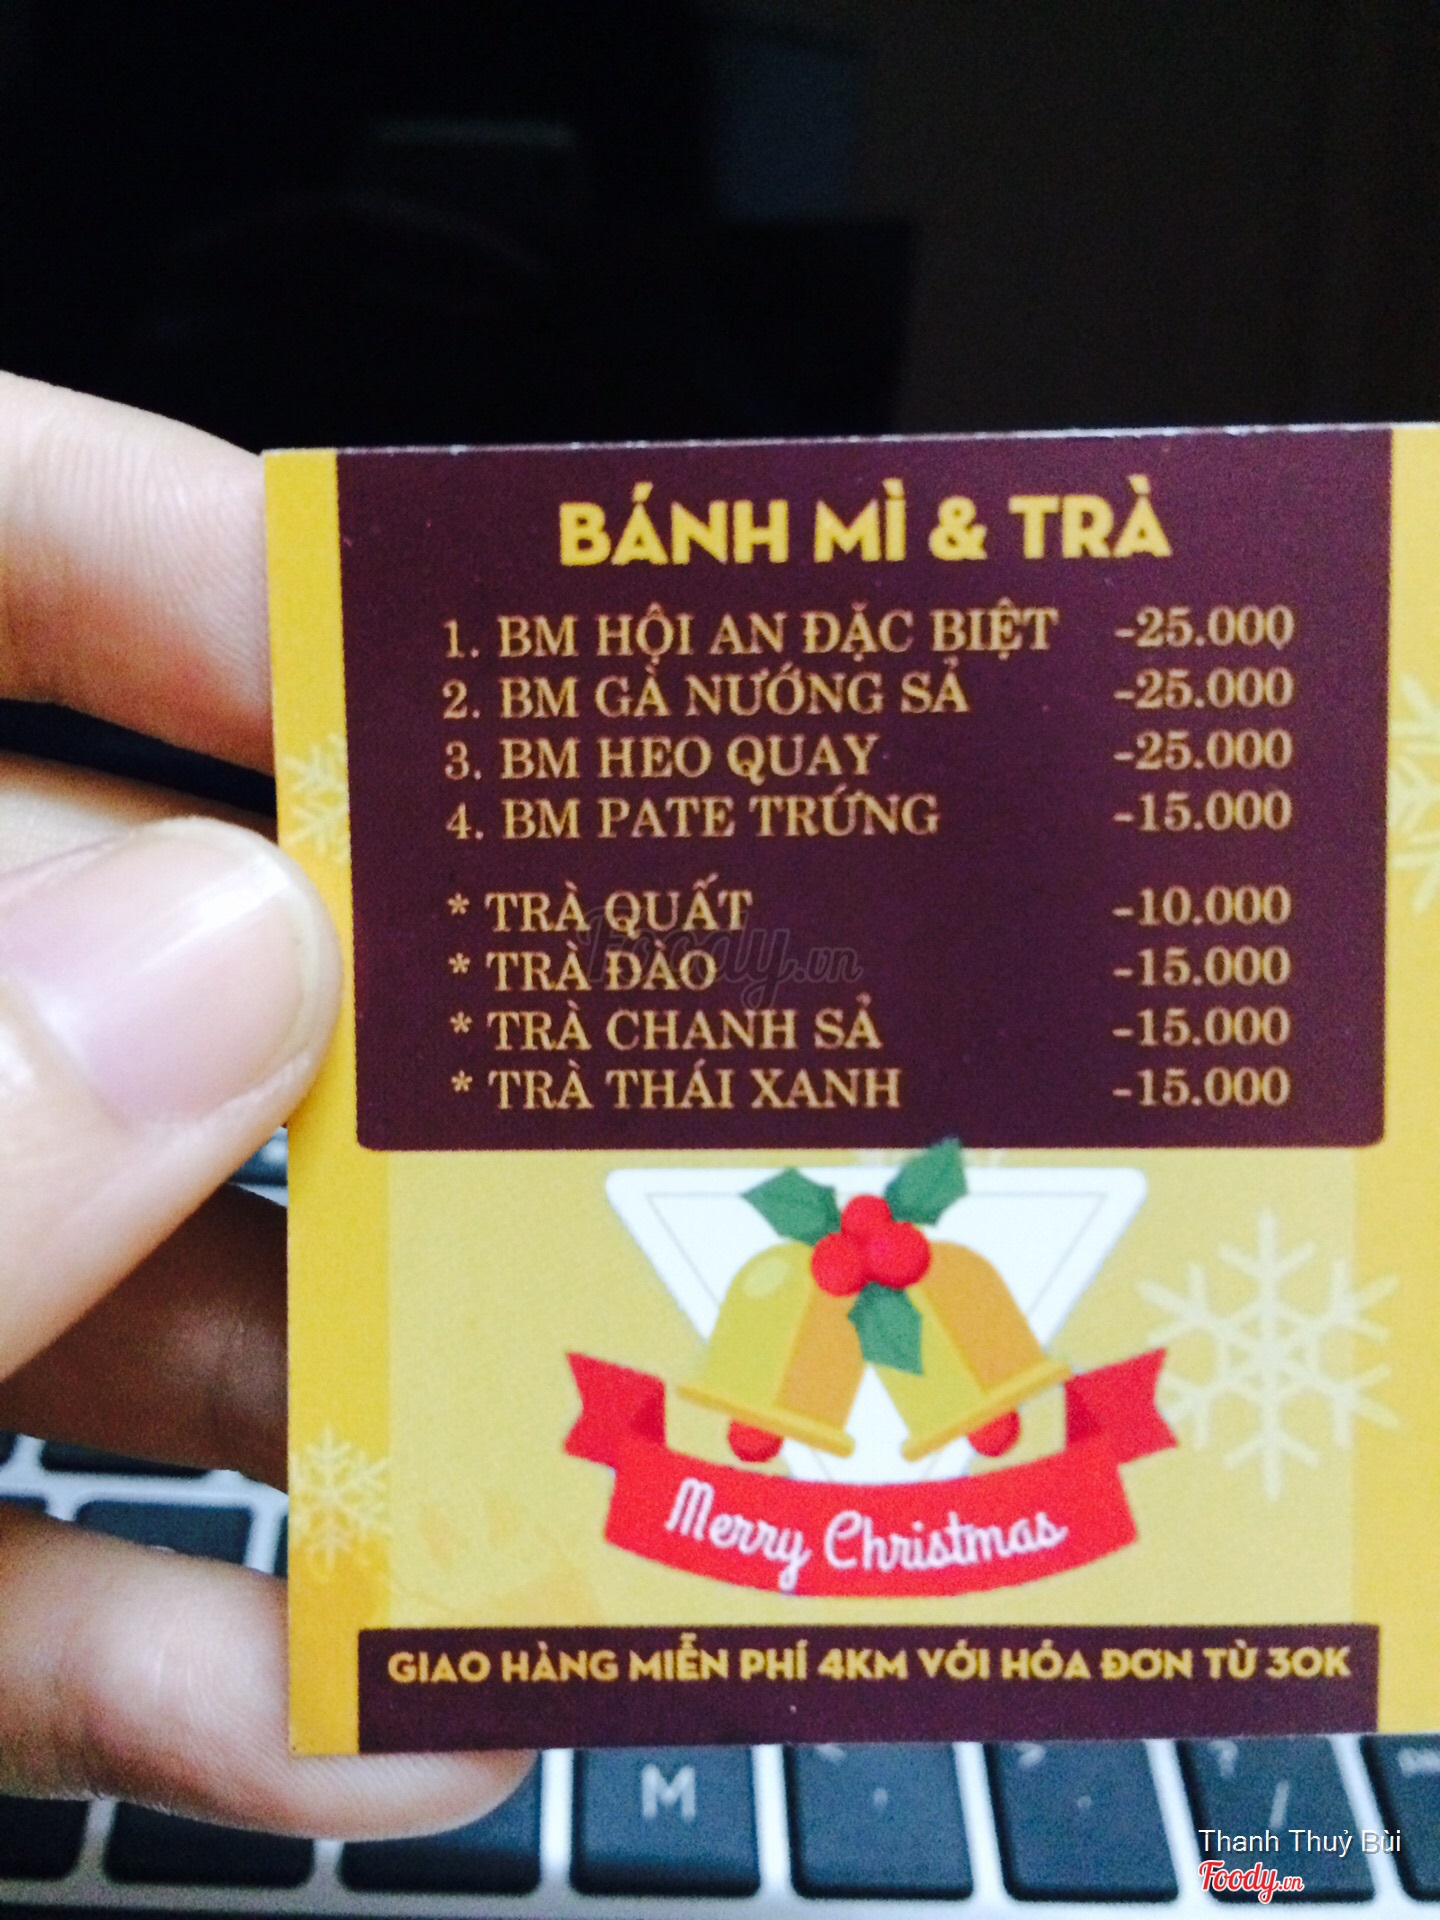 BÁNH MÌ & TRÀ
1. BM HỘI AN ĐẶC BIỆT -25.000
2. BM GÀ NƯỚNG SẢ -25.000
3. BM HEO QUAY -25.000
4. BM PATE TRỨNG -15.000
* TRÀ QUẤT -10.000
* TRÀ ĐÀO -15.000
* TRÀ CHANH SẢ -15.000
* TRÀ THÁI XANH -15.000
Foody.vn
Merry Christmas
GIAO HÀNG MIỄN PHÍ 4KM VỚI HÓA ĐƠN TỪ 30K
M
Thanh Thuỷ Bùi
Foody.vn